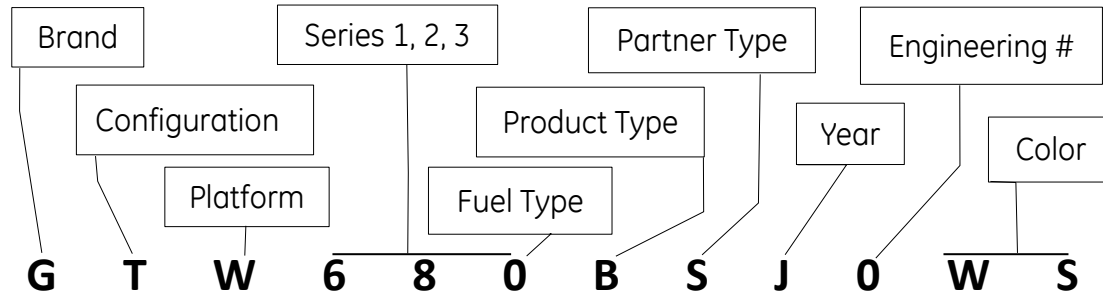 Brand
Series 1, 2, 3
Partner Type
Engineering #
Configuration
Product Type
Year
Color
Platform
Fuel Type
G T W 6 8 0 B S J 0 W S